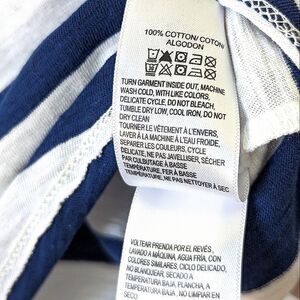 100% COTTON/ COTON/
ALGODON
TURN GARMENT INSIDE OUT, MACHINE
WASH COLD, WITH LIKE COLORS,
DELICATE CYCLE, DO NOT BLEACH,
TUMBLE DRY LOW, COOL IRON, DO NOT
DRY CLEAN
TOURNER LE VÊTEMENT À L'ENVERS,
LAVER À LA MACHINE À L'EAU FROIDE,
SEPARER LES COULEURS, CYCLE
DELICATE, NE PAS JAVELLISER, SÉCHER
PAR CULBUTAGE À BASSE
TEMPÉRATURE, FER À BASSE
TEMPÉRATURE, NE PAS NETTOYER À SEC
VOLTEAR PRENDA POR EL REVÉS,
LAVADO A MÁQUINA, AGUA FRÍA, CON
COLORES SIMILARES, CICLO DELICADO,
NO BLANQUEAR, SECADO A
TEMPERATURA BAJA, PLANCHA, A
TEMPERATURA BAJA, NO LAVAR
EN SECO